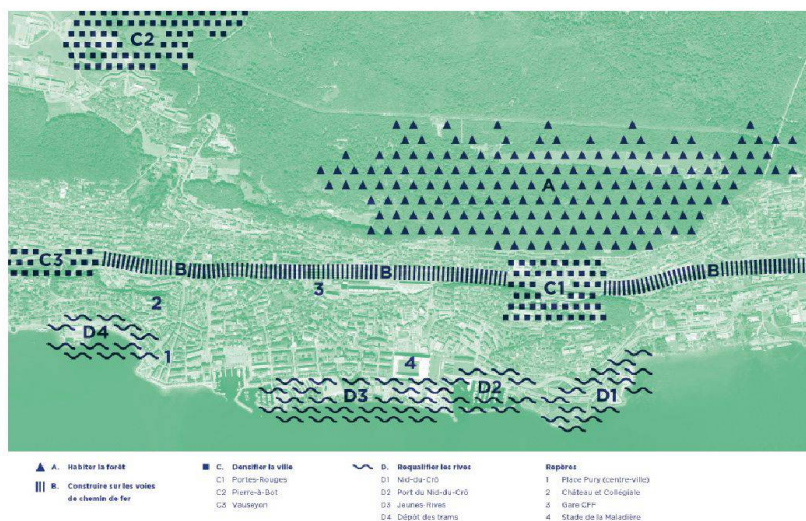 C2
A
C3
B
B
B
C1
2
3
D4
1
4
D3
D2
D1
A. Habiter la forêt
B. Construire sur les voies
de chemin de fer
C. Densifier la ville
C1 Portes-Rouges
C2 Pierre-à-Bot
C3 Vauseyon
D. Requalifier les rives
D1 Nid-du-Crô
D2 Port du Nid-du-Crô
D3 Jeunes-Rives
D4 Dépôt des trams
Repères
1 Place Pury (centre-ville)
2 Château et Collégiale
3 Gare CFF
4 Stade de la Maladière